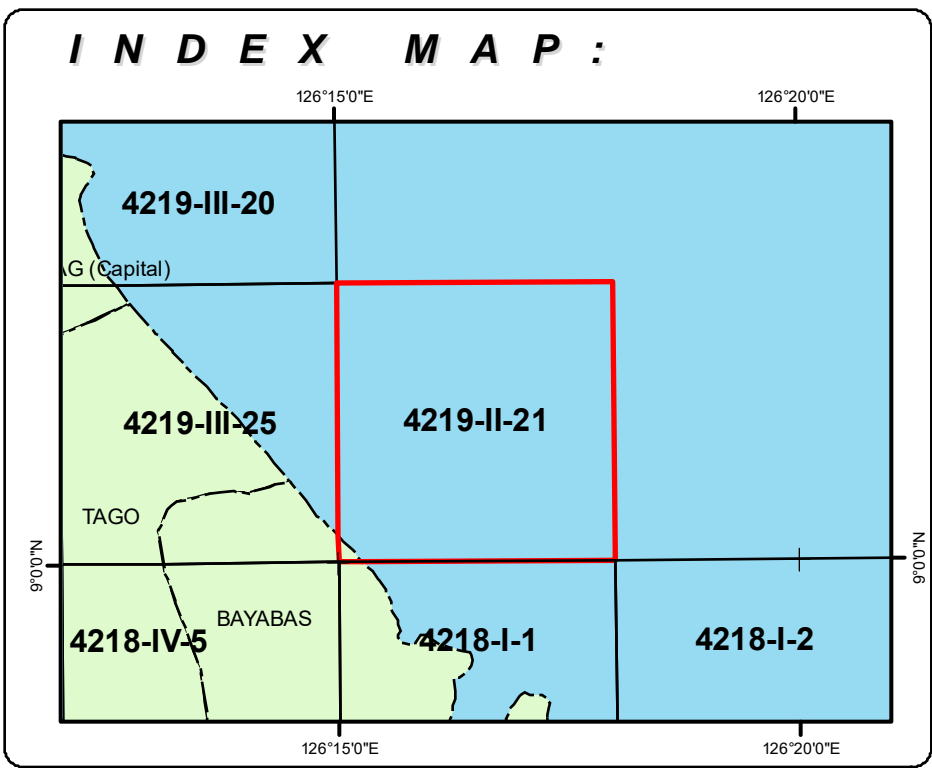 INDEX MAP:
126°15'0"E
126°20'0"E
4219-III-20
AG (Capital)
4219-III-25
4219-II-21
TAGO
9°0'0"N
9°0'0"N
BAYABAS
4218-IV-5
4218-I-1
4218-I-2
126°15'0"E
126°20'0"E